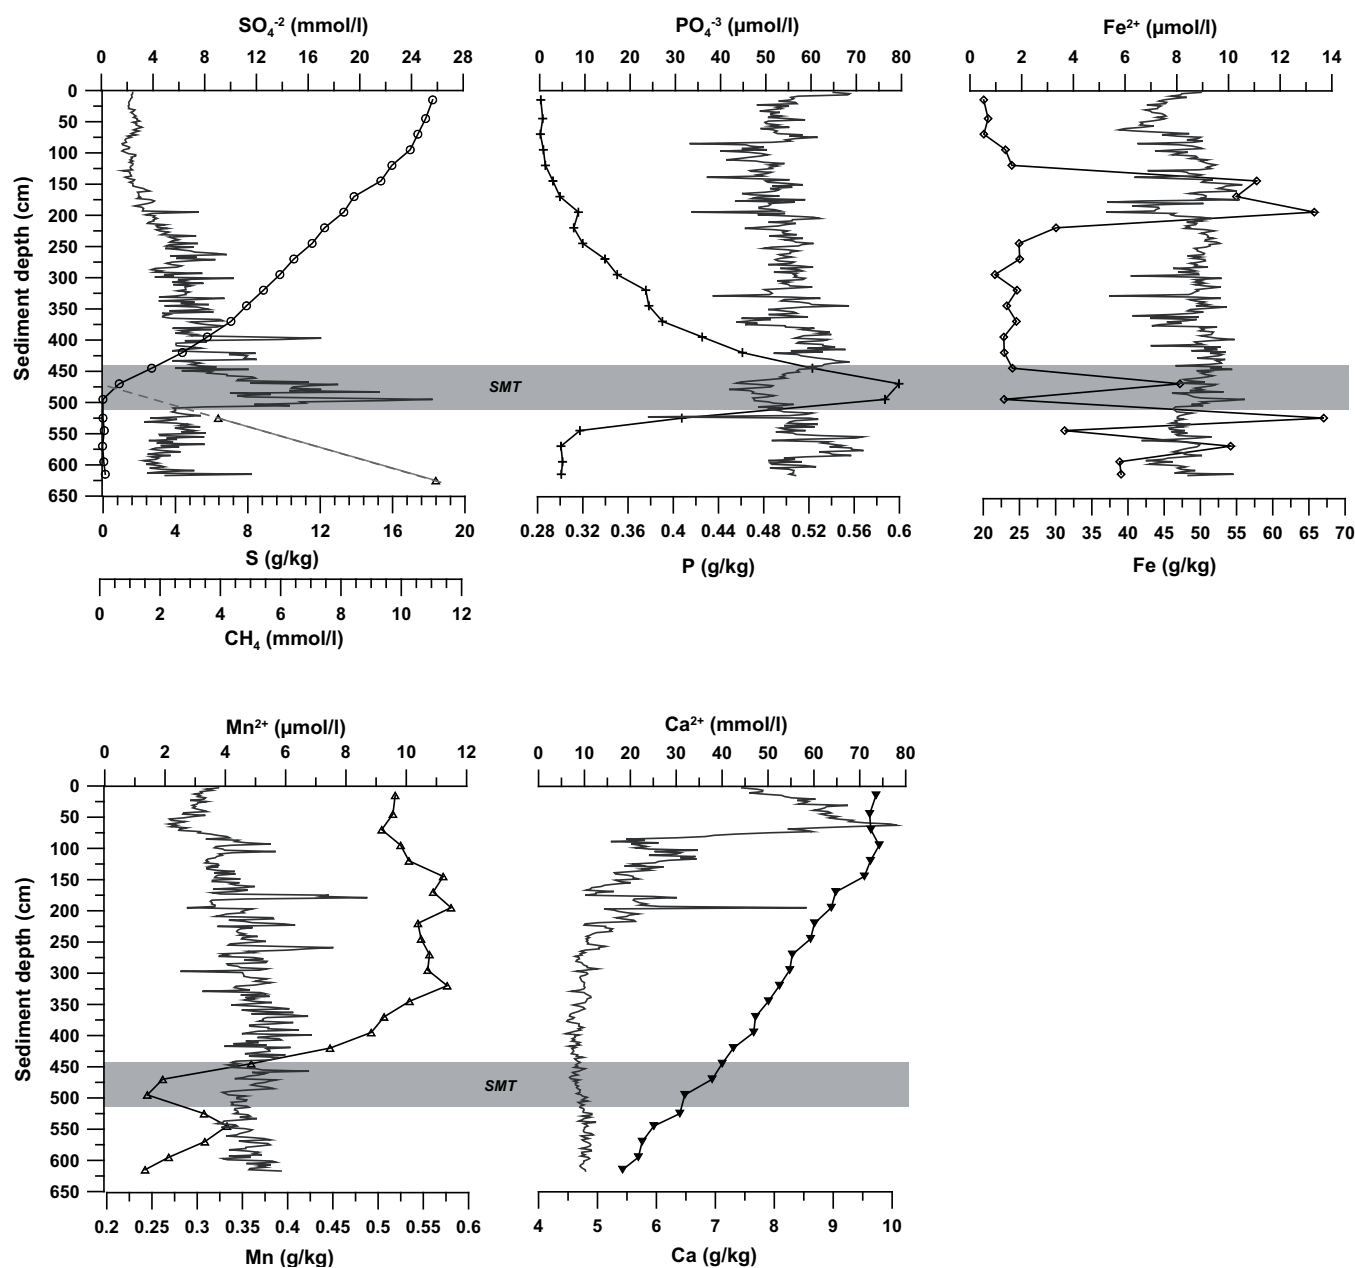 SO₄⁻² (mmol/l) PO₄⁻³ (μmol/l) Fe²⁺ (μmol/l)
0 4 8 12 16 20 24 28 0 10 20 30 40 50 60 70 80 90 0 2 4 6 8 10 12 14
0
50
100
150
200
250
300
350
400
450
500
550
600
650
Sediment depth (cm)
SMT
0 4 8 12 16 20 0.28 0.32 0.36 0.4 0.44 0.48 0.52 0.56 0.6 20 25 30 35 40 45 50 55 60 65 70
S (g/kg) P (g/kg) Fe (g/kg)
0 2 4 6 8 10 12
CH₄ (mmol/l)
Mn²⁺ (μmol/l) Ca²⁺ (mmol/l)
0 2 4 6 8 10 12 0 10 20 30 40 50 60 70 80
0
50
100
150
200
250
300
350
400
450
500
550
600
650
Sediment depth (cm)
SMT
0.2 0.25 0.3 0.35 0.4 0.45 0.5 0.55 0.6 4 5 6 7 8 9 10
Mn (g/kg) Ca (g/kg)